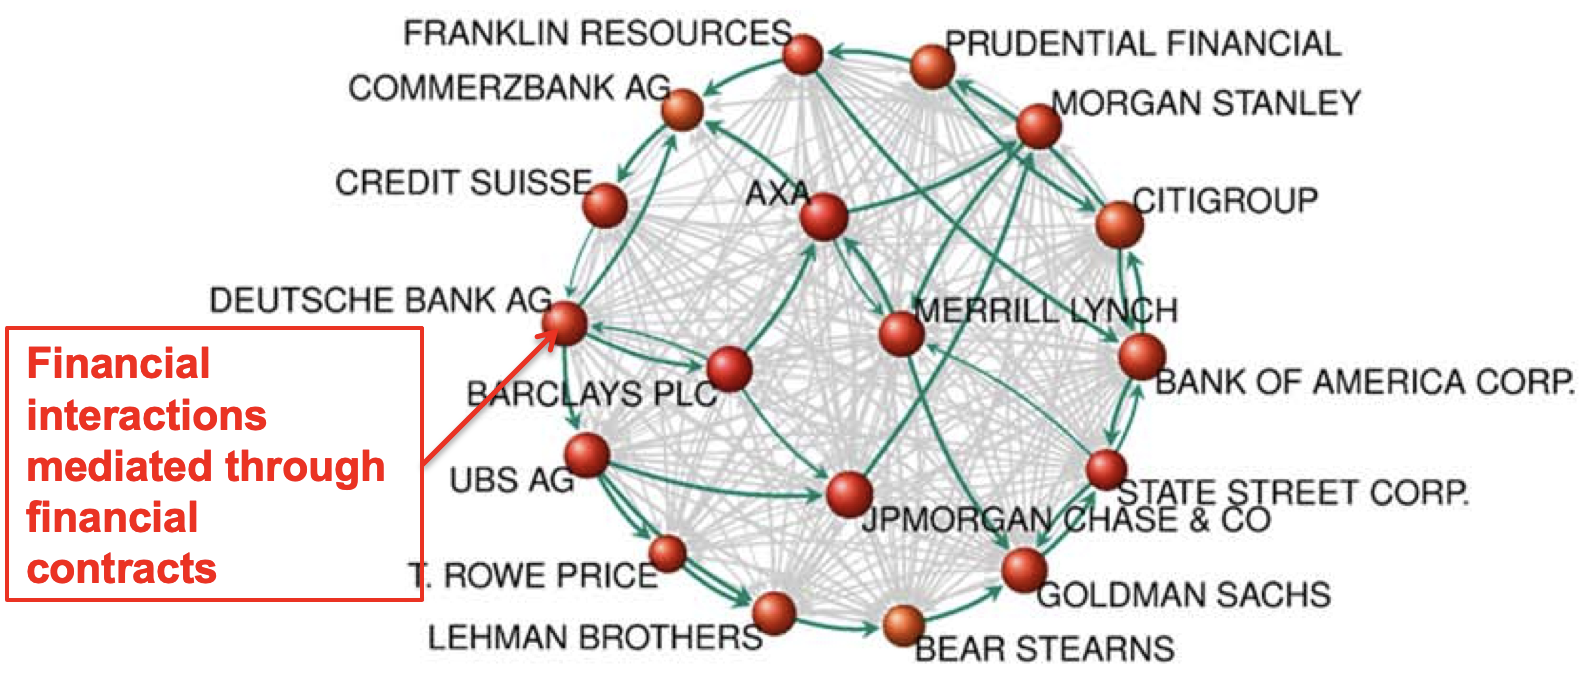 FRANKLIN RESOURCES
PRUDENTIAL FINANCIAL
COMMERZBANK AG
MORGAN STANLEY
CREDIT SUISSE
AXA
CITIGROUP
DEUTSCHE BANK AG
MERRILL LYNCH
Financial
interactions
mediated through
financial
contracts
BARCLAYS PLC
BANK OF AMERICA CORP.
UBS AG
STATE STREET CORP.
JPMORGAN CHASE & CO
T. ROWE PRICE
GOLDMAN SACHS
LEHMAN BROTHERS
BEAR STEARNS